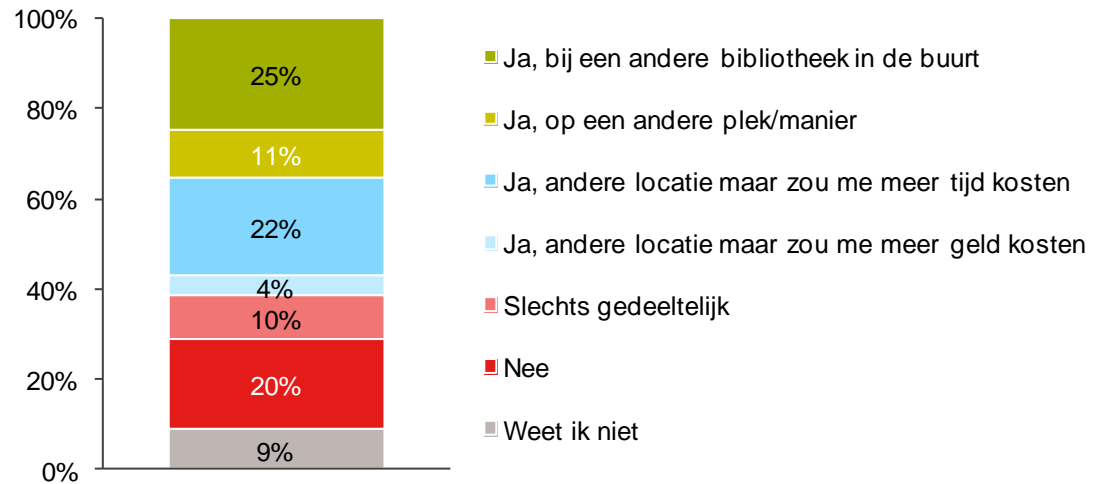 100%
80%
60%
40%
20%
0%
25%
11%
22%
4%
10%
20%
9%
Ja, bij een andere bibliotheek in de buurt
Ja, op een andere plek/manier
Ja, andere locatie maar zou me meer tijd kosten
Ja, andere locatie maar zou me meer geld kosten
Slechts gedeeltelijk
Nee
Weet ik niet